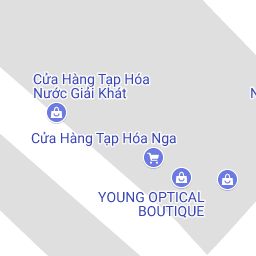 Cửa Hàng Tạp Hóa
Nước Giải Khát
Cửa Hàng Tạp Hóa Nga
YOUNG OPTICAL
BOUTIQUE